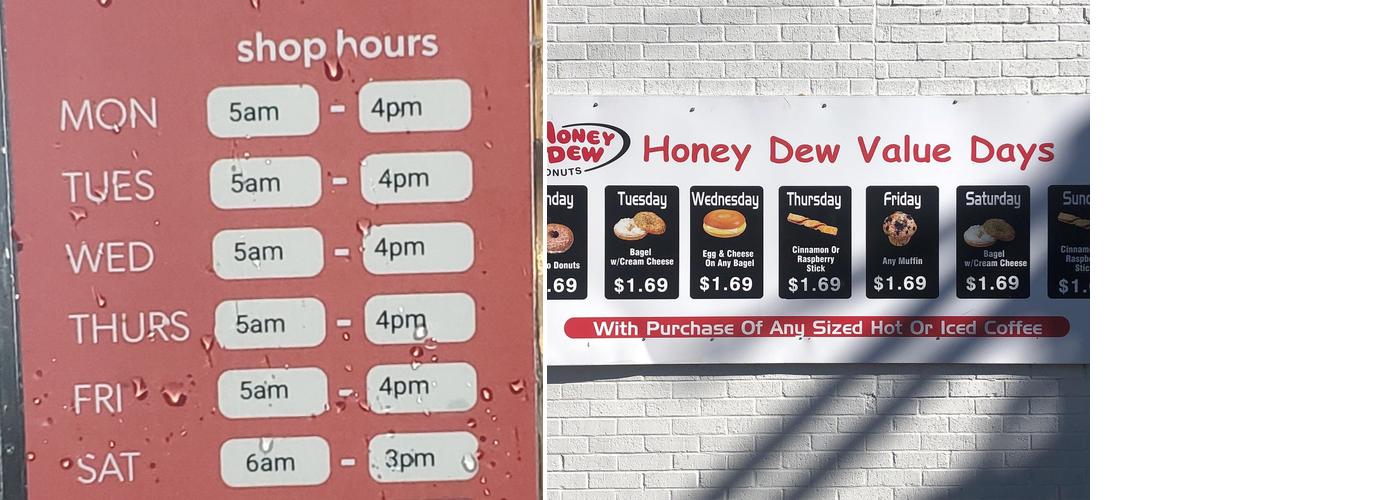 shop hours
MON 5am - 4pm
TUES 5am - 4pm
WED 5am - 4pm
THURS 5am - 4pm
FRI 5am - 4pm
SAT 6am - 3pm
HONEY
DEW
DONUTS
Honey Dew Value Days
Tuesday
Bagel
w/Cream Cheese
$1.69
Wednesday
Egg & Cheese
On Any Bagel
$1.69
Thursday
Cinnamon Or
Raspberry
Stick
$1.69
Friday
Any Muffin
$1.69
Saturday
Bagel
w/Cream Cheese
$1.69
With Purchase Of Any Sized Hot Or Iced Coffee